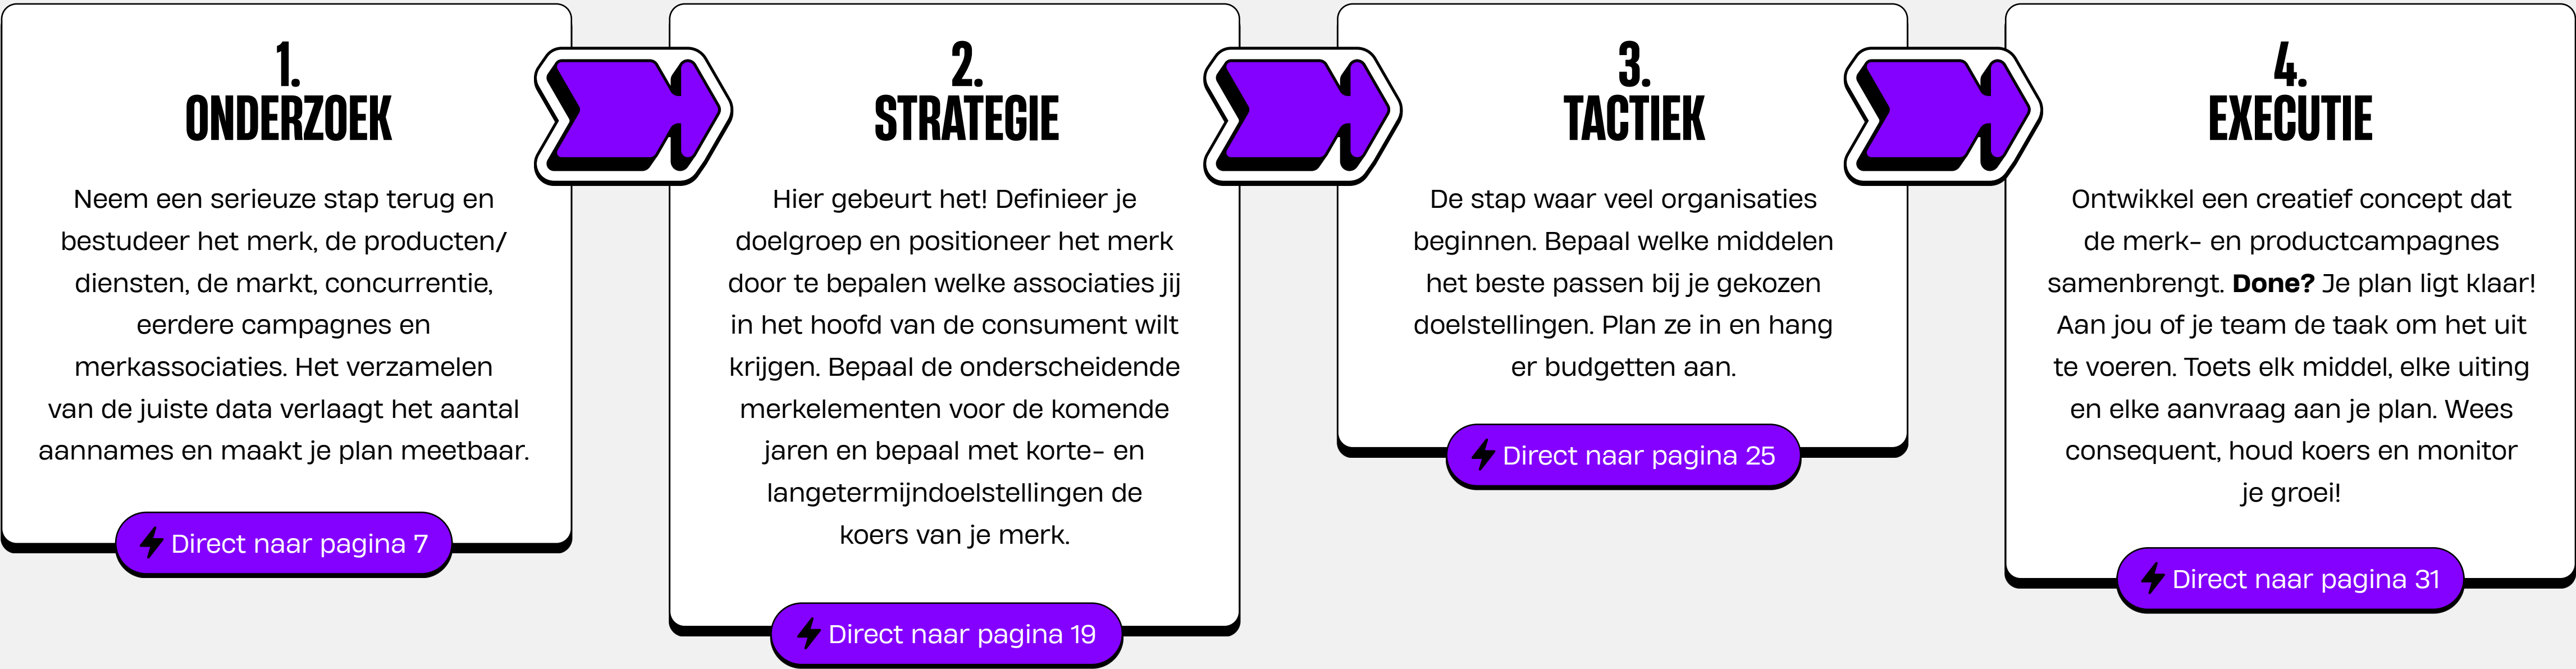 1.
ONDERZOEK
Neem een serieuze stap terug en
bestudeer het merk, de producten/
diensten, de markt, concurrentie,
eerdere campagnes en
merkassociaties. Het verzamelen
van de juiste data verlaagt het aantal
aannames en maakt je plan meetbaar.
Direct naar pagina 7
2.
STRATEGIE
Hier gebeurt het! Definieer je
doelgroep en positioneer het merk
door te bepalen welke associaties jij
in het hoofd van de consument wilt
krijgen. Bepaal de onderscheidende
merkelementen voor de komende
jaren en bepaal met korte- en
langetermijndoelstellingen de
koers van je merk.
Direct naar pagina 19
3.
TACTIEK
De stap waar veel organisaties
beginnen. Bepaal welke middelen
het beste passen bij je gekozen
doelstellingen. Plan ze in en hang
er budgetten aan.
Direct naar pagina 25
4.
EXECUTIE
Ontwikkel een creatief concept dat
de merk- en productcampagnes
samenbrengt. Done? Je plan ligt klaar!
Aan jou of je team de taak om het uit
te voeren. Toets elk middel, elke uiting
en elke aanvraag aan je plan. Wees
consequent, houd koers en monitor
je groei!
Direct naar pagina 31